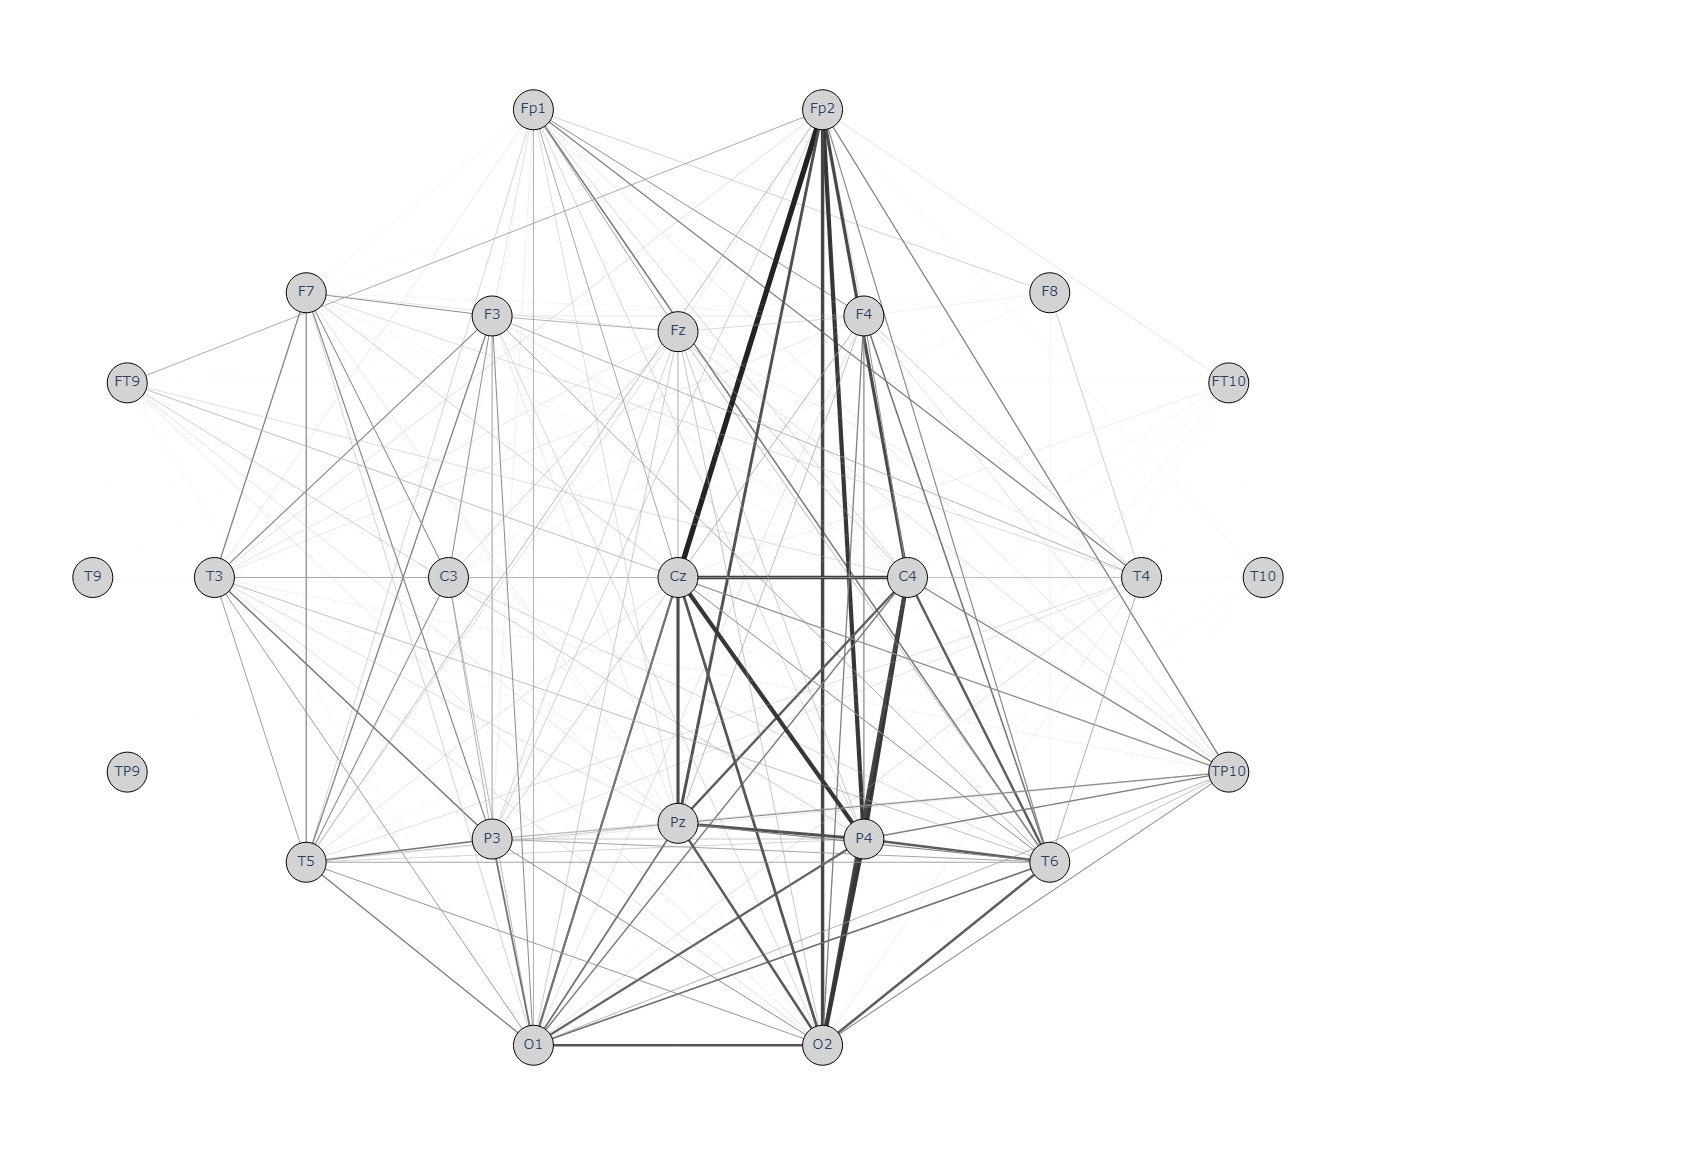 Fp1 Fp2
F7 F3 Fz F4 F8
FT9 FT10
T9 T3 C3 Cz C4 T4 T10
TP9 TP10
T5 P3 Pz P4 T6
O1 O2